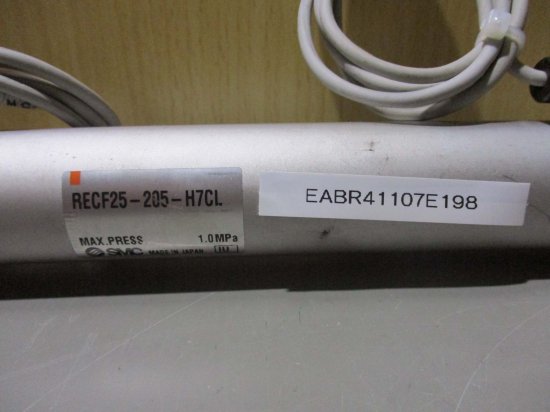 RECF25-205-H7CL
MAX.PRESS 1.0MPa
SMC MADE IN JAPAN
EABR41107E198